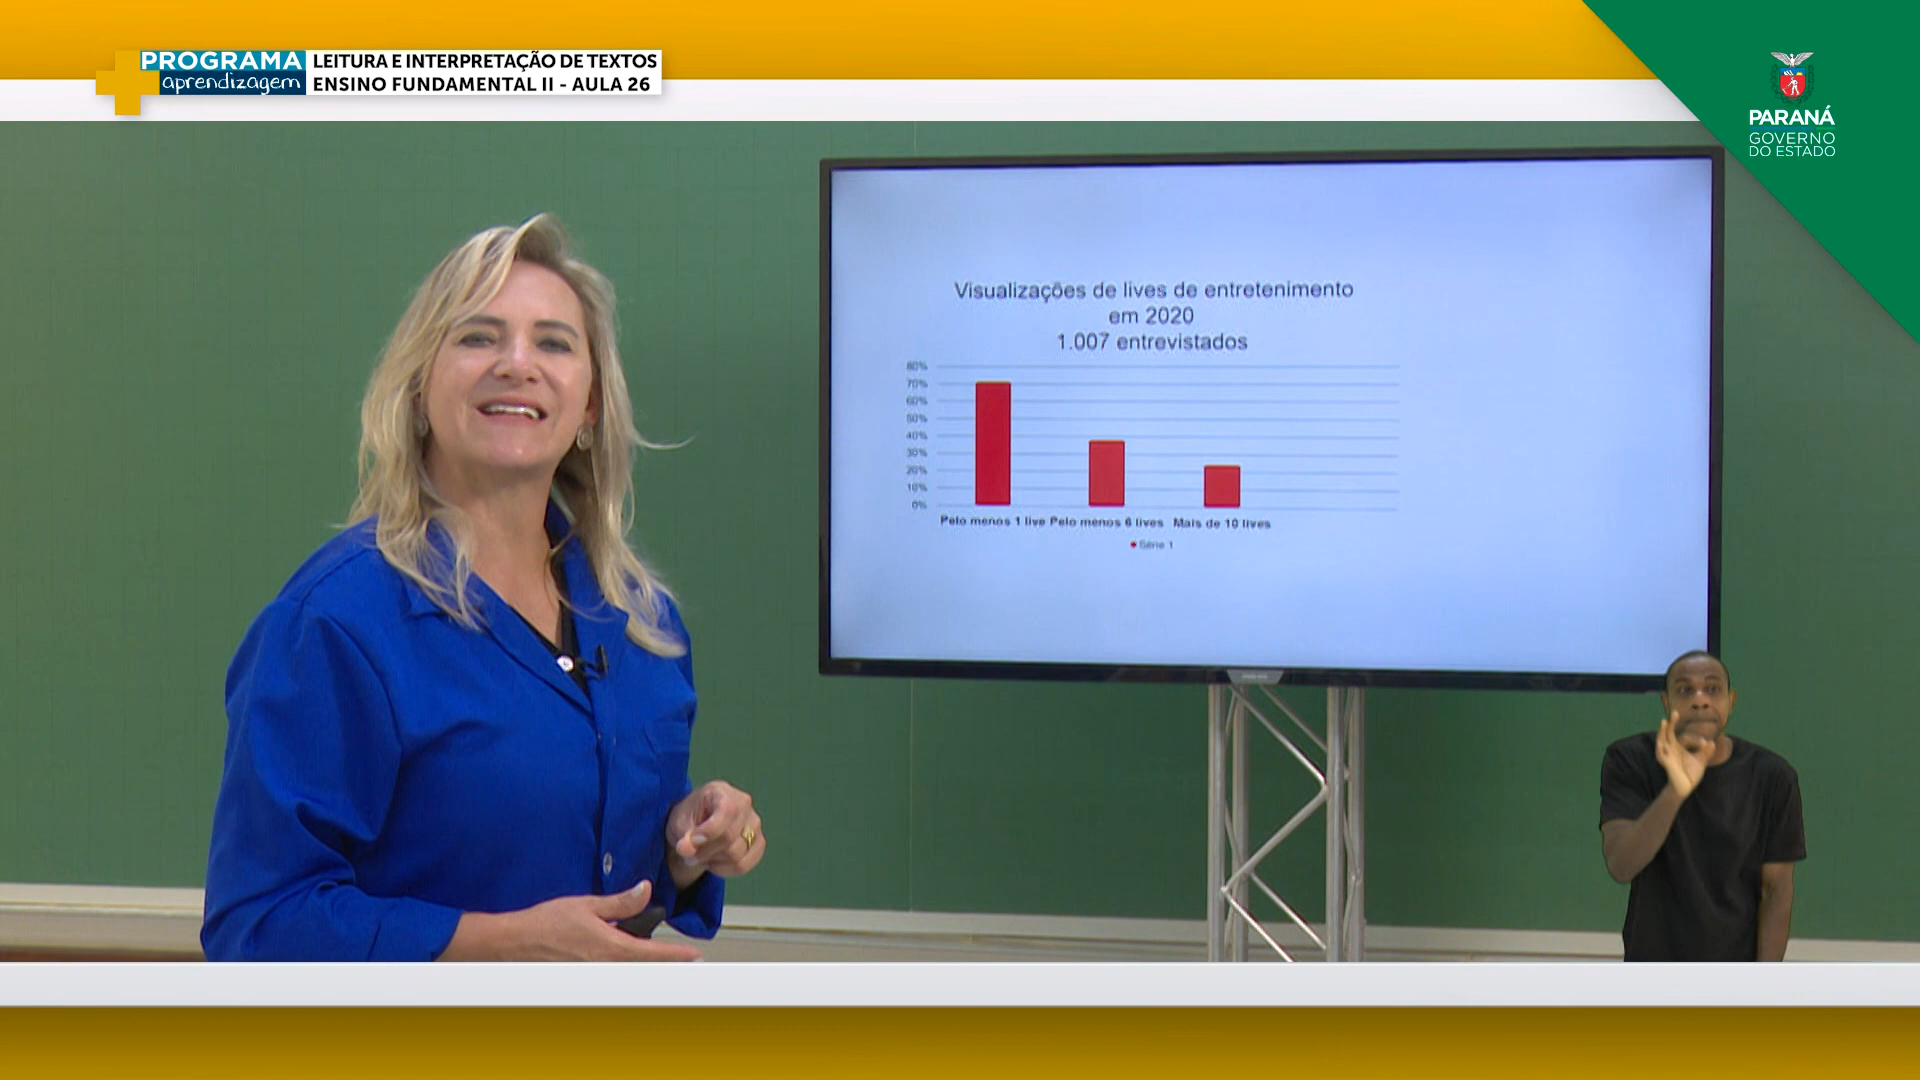 PROGRAMA
aprendizagem
LEITURA E INTERPRETAÇÃO DE TEXTOS
ENSINO FUNDAMENTAL II - AULA 26
PARANÁ
GOVERNO
DO ESTADO
Visualizações de lives de entretenimento
em 2020
1.007 entrevistados
80%
70%
60%
50%
40%
30%
20%
10%
0%
Pelo menos 1 live Pelo menos 6 lives Mais de 10 lives
Série 1